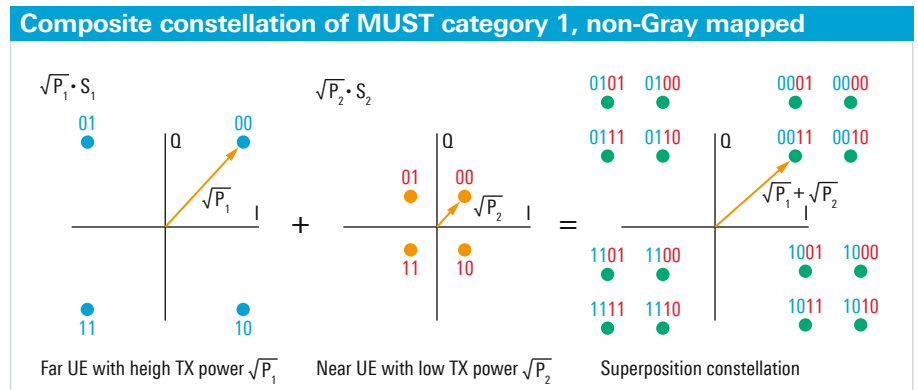 Composite constellation of MUST category 1, non-Gray mapped
√P₁ · S₁
01 00
Q
√P₁
I
11 10
Far UE with heigh TX power √P₁
+
√P₂ · S₂
Q
01 00
√P₂
I
11 10
Near UE with low TX power √P₂
=
0101 0100 0001 0000
Q
0111 0110 0011 0010
√P₁ + √P₂
I
1101 1100 1001 1000
1111 1110 1011 1010
Superposition constellation